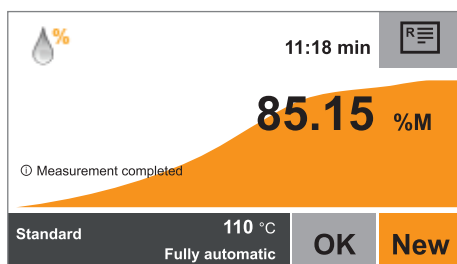 %
11:18 min
R
85.15 %M
ⓘ Measurement completed
Standard
110 °C
Fully automatic
OK
New